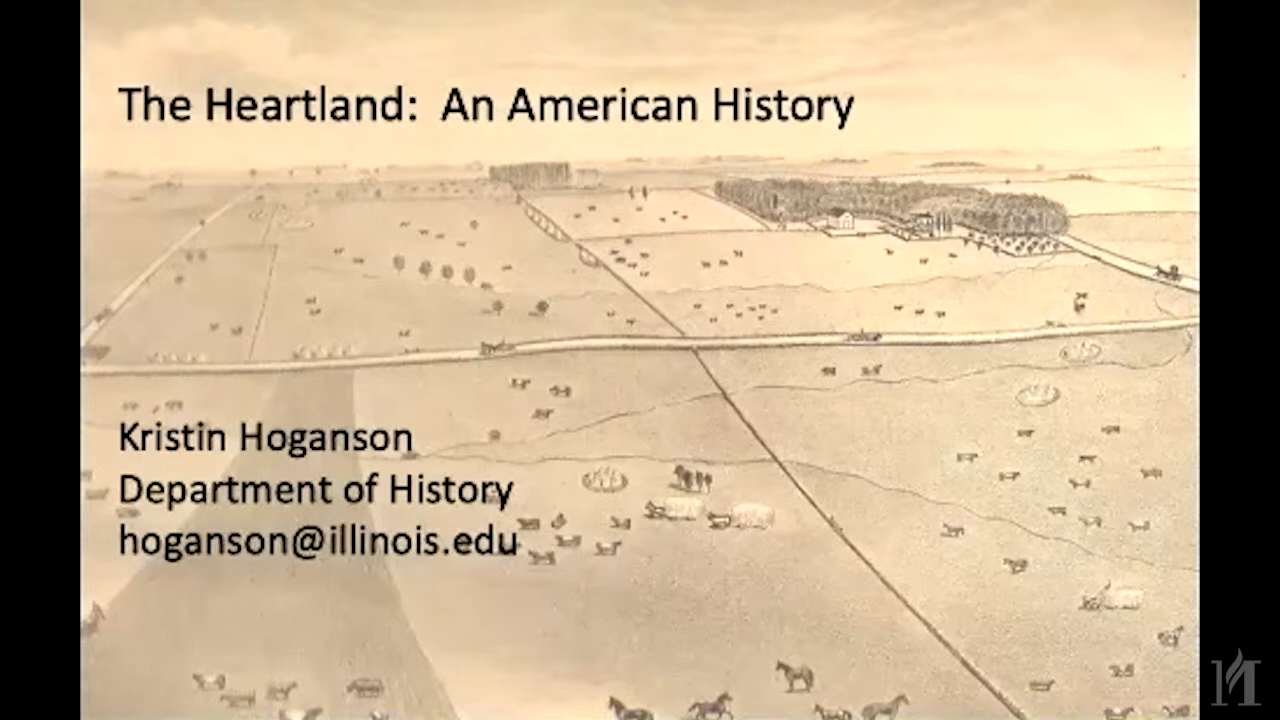 The Heartland: An American History
Kristin Hoganson
Department of History
hoganson@illinois.edu